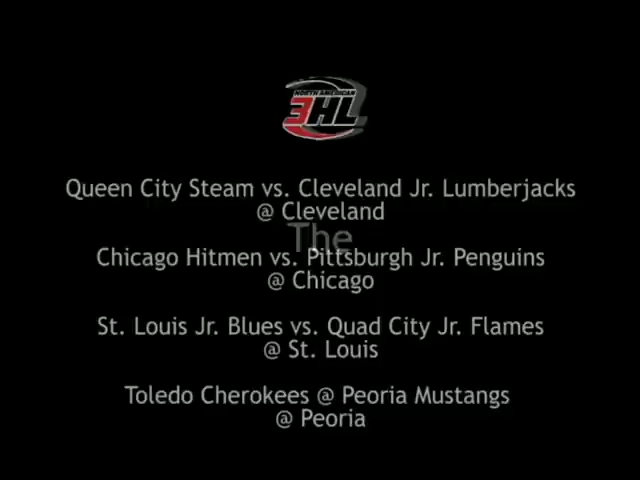 NORTH AMERICAN
3HL
Queen City Steam vs. Cleveland Jr. Lumberjacks
@ Cleveland
The
Chicago Hitmen vs. Pittsburgh Jr. Penguins
@ Chicago
St. Louis Jr. Blues vs. Quad City Jr. Flames
@ St. Louis
Toledo Cherokees @ Peoria Mustangs
@ Peoria